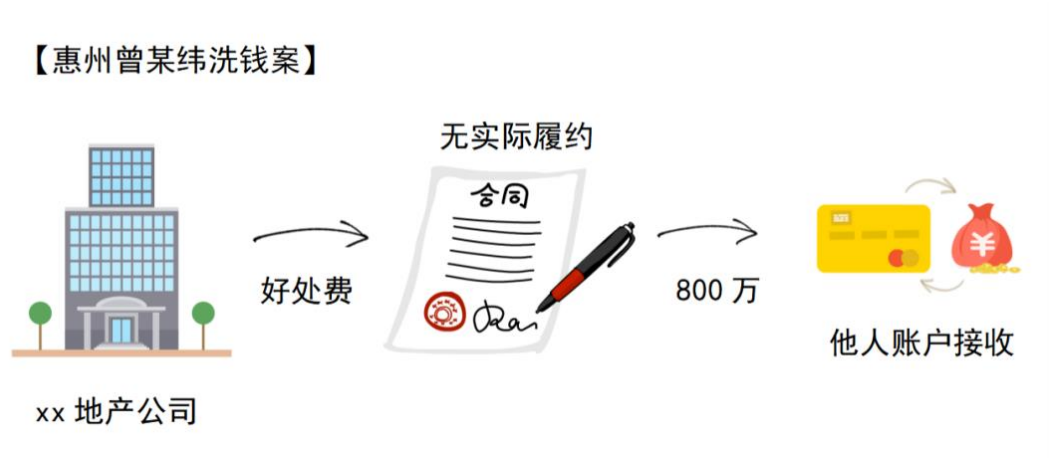 【惠州曾某纬洗钱案】
无实际履约
合同
好处费
800 万
他人账户接收
xx 地产公司